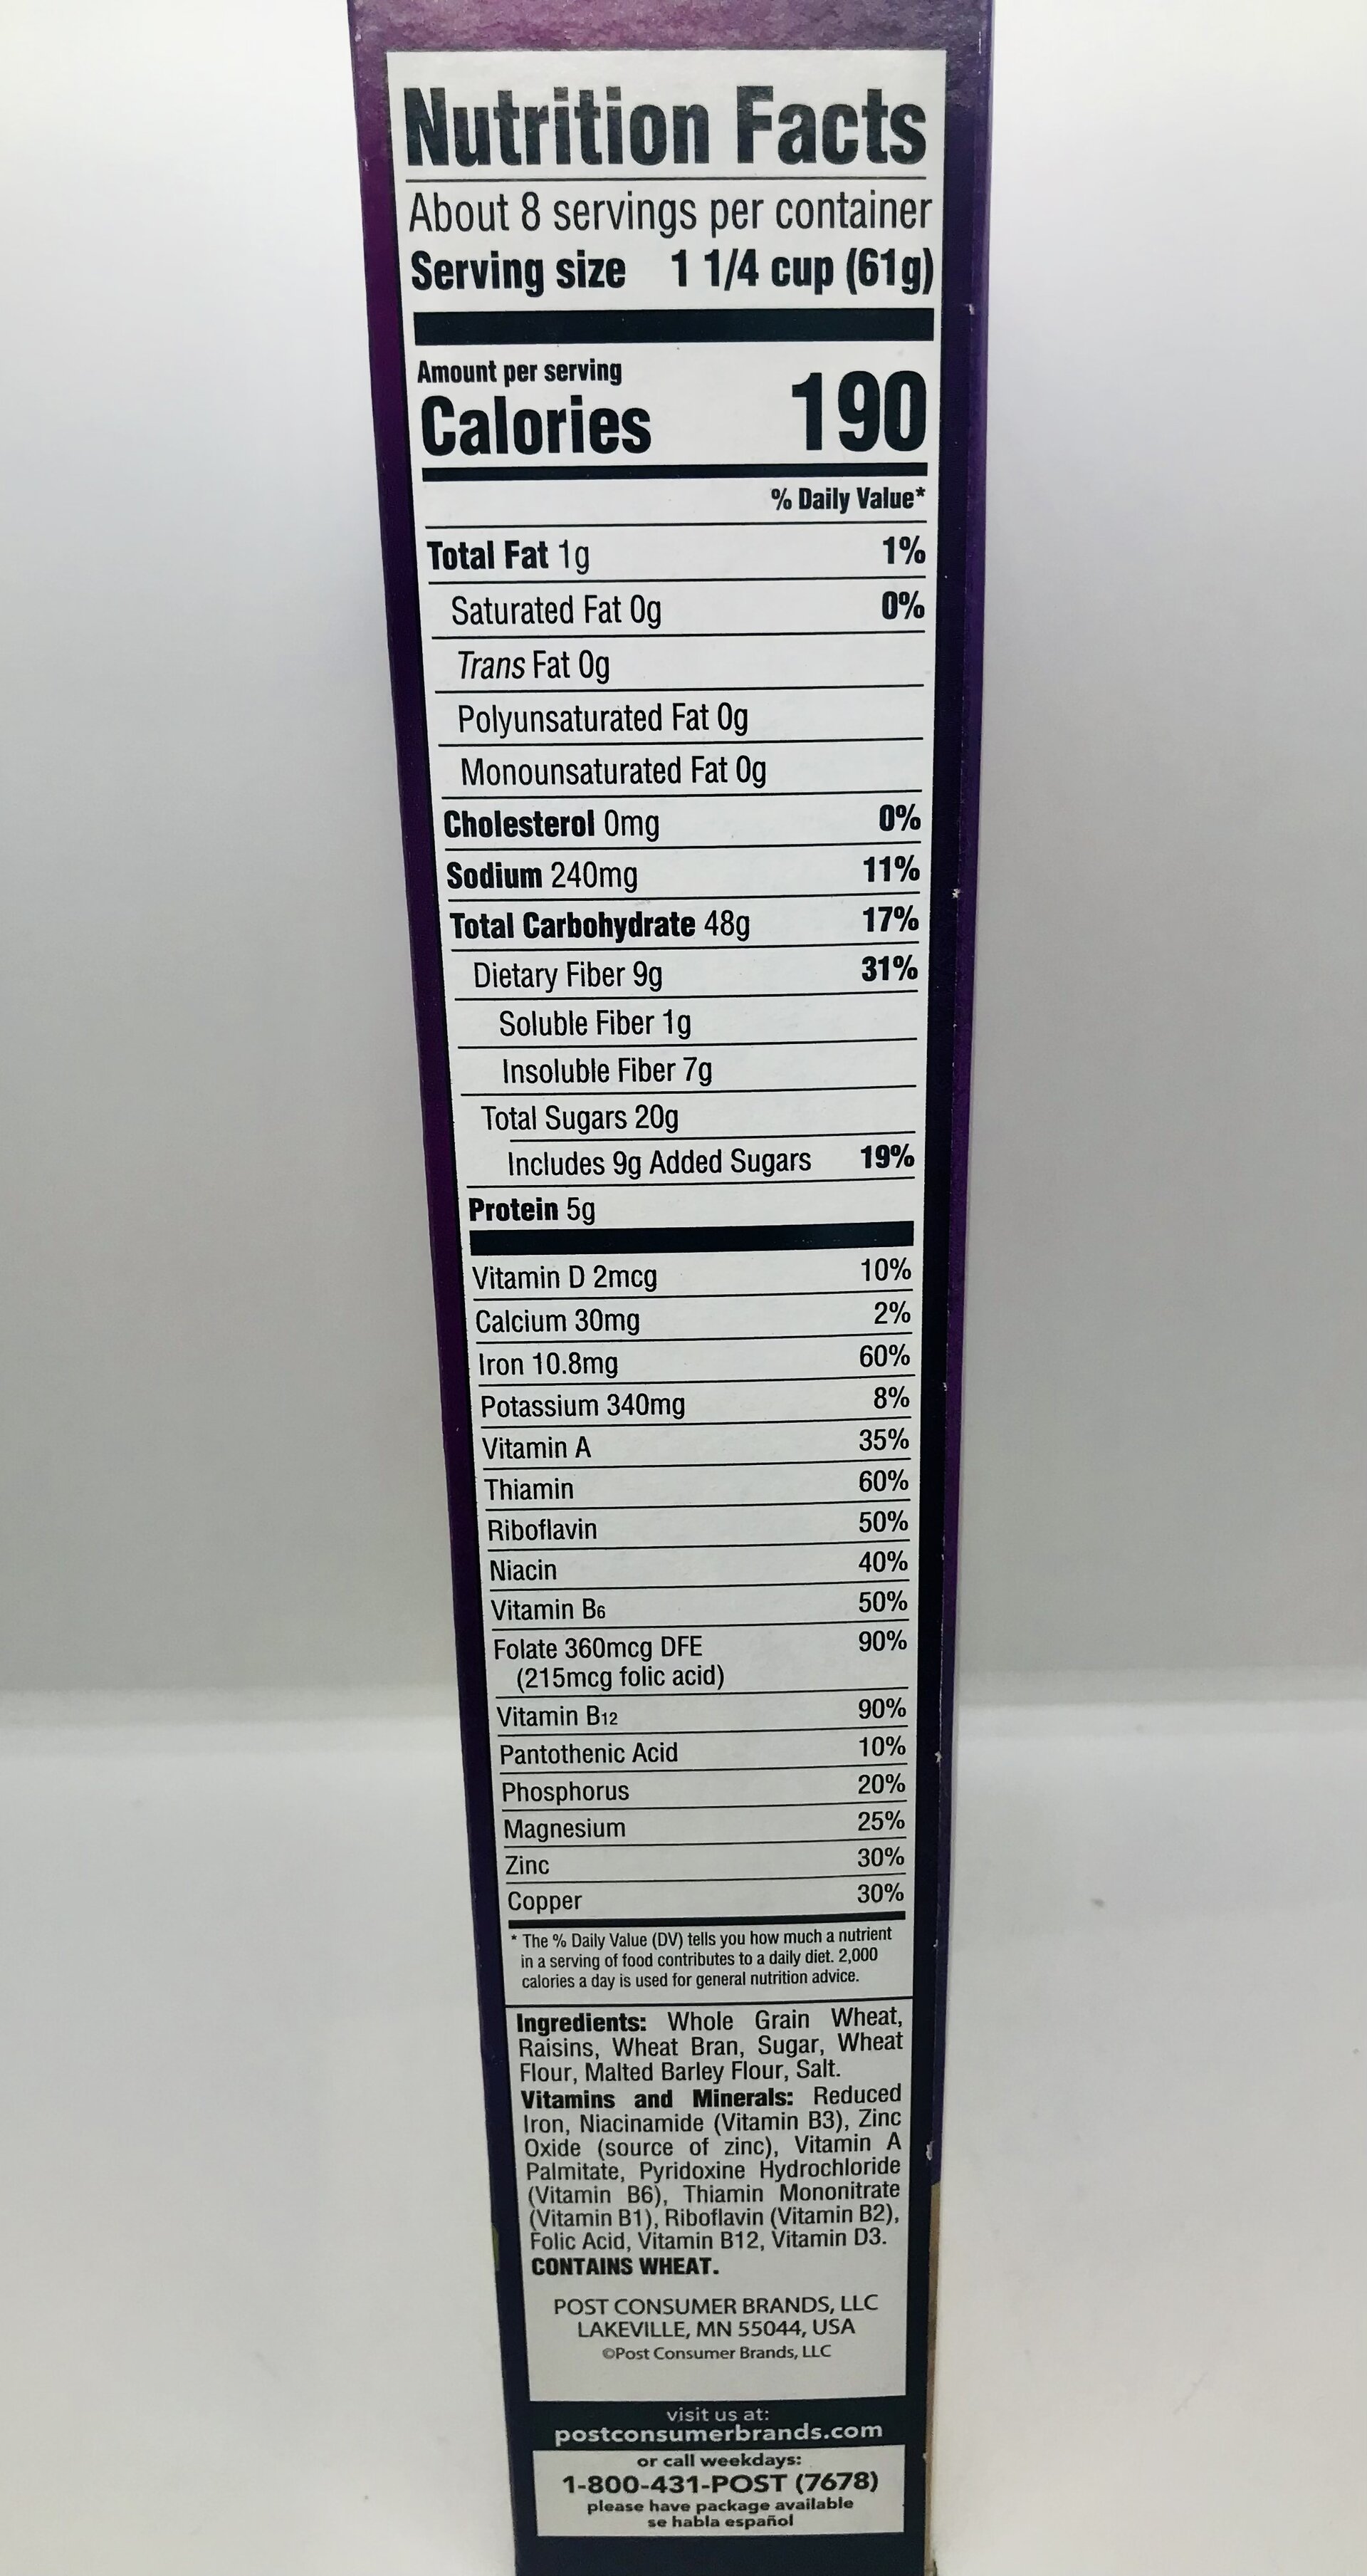 Nutrition Facts
About 8 servings per container
Serving size 1 1/4 cup (61g)
Amount per serving
Calories 190
% Daily Value*
Total Fat 1g 1%
Saturated Fat 0g 0%
Trans Fat 0g
Polyunsaturated Fat 0g
Monounsaturated Fat 0g
Cholesterol 0mg 0%
Sodium 240mg 11%
Total Carbohydrate 48g 17%
Dietary Fiber 9g 31%
Soluble Fiber 1g
Insoluble Fiber 7g
Total Sugars 20g
Includes 9g Added Sugars 19%
Protein 5g
Vitamin D 2mcg 10%
Calcium 30mg 2%
Iron 10.8mg 60%
Potassium 340mg 8%
Vitamin A 35%
Thiamin 60%
Riboflavin 50%
Niacin 40%
Vitamin B6 50%
Folate 360mcg DFE 90%
(215mcg folic acid)
Vitamin B12 90%
Pantothenic Acid 10%
Phosphorus 20%
Magnesium 25%
Zinc 30%
Copper 30%
* The % Daily Value (DV) tells you how much a nutrient
in a serving of food contributes to a daily diet. 2,000
calories a day is used for general nutrition advice.
Ingredients: Whole Grain Wheat,
Raisins, Wheat Bran, Sugar, Wheat
Flour, Malted Barley Flour, Salt.
Vitamins and Minerals: Reduced
Iron, Niacinamide (Vitamin B3), Zinc
Oxide (source of zinc), Vitamin A
Palmitate, Pyridoxine Hydrochloride
(Vitamin B6), Thiamin Mononitrate
(Vitamin B1), Riboflavin (Vitamin B2),
Folic Acid, Vitamin B12, Vitamin D3.
CONTAINS WHEAT.
POST CONSUMER BRANDS, LLC
LAKEVILLE, MN 55044, USA
©Post Consumer Brands, LLC
visit us at:
postconsumerbrands.com
or call weekdays:
1-800-431-POST (7678)
please have package available
se habla español